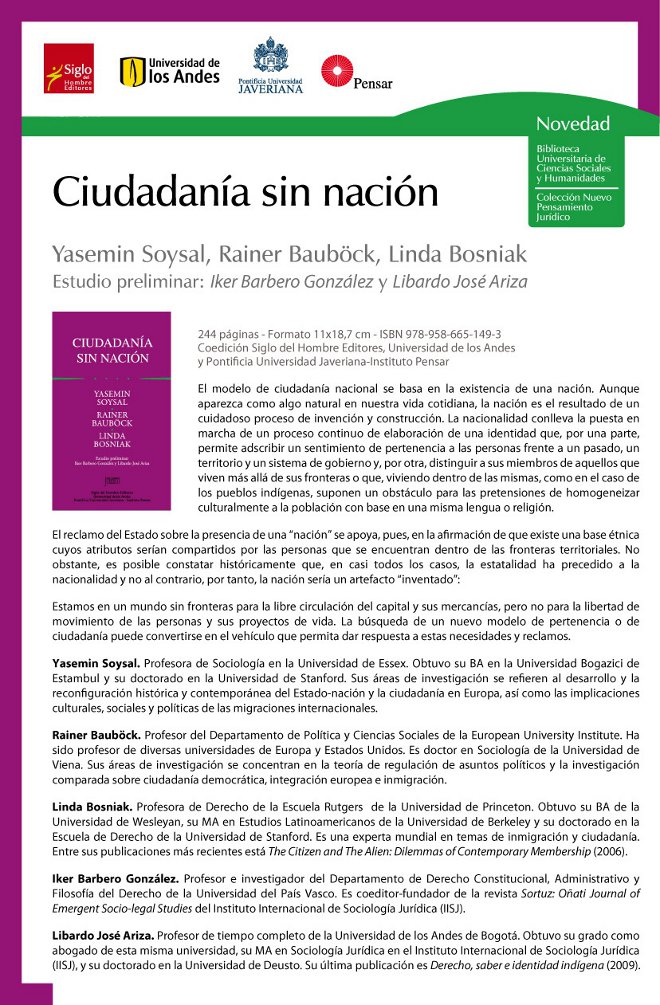 Siglo
del
Hombre
Editores
Universidad de
los Andes
Pontificia Universidad
JAVERIANA
Pensar
Novedad
Biblioteca
Universitaria de
Ciencias Sociales
y Humanidades
Colección Nuevo
Pensamiento
Jurídico
Ciudadanía sin nación
Yasemin Soysal, Rainer Bauböck, Linda Bosniak
Estudio preliminar: Iker Barbero González y Libardo José Ariza
CIUDADANÍA
SIN NACIÓN
YASEMIN
SOYSAL
RAINER
BAUBÖCK
LINDA
BOSNIAK
Estudio preliminar
Iker Barbero González y Libardo José Ariza
Siglo del Hombre Editores
Universidad de los Andes
Pontificia Universidad Javeriana - Instituto Pensar
244 páginas - Formato 11x18,7 cm - ISBN 978-958-665-149-3
Coedición Siglo del Hombre Editores, Universidad de los Andes
y Pontificia Universidad Javeriana-Instituto Pensar
El modelo de ciudadanía nacional se basa en la existencia de una nación. Aunque
aparezca como algo natural en nuestra vida cotidiana, la nación es el resultado de un
cuidadoso proceso de invención y construcción. La nacionalidad conlleva la puesta en
marcha de un proceso continuo de elaboración de una identidad que, por una parte,
permite adscribir un sentimiento de pertenencia a las personas frente a un pasado, un
territorio y un sistema de gobierno y, por otra, distinguir a sus miembros de aquellos que
viven más allá de sus fronteras o que, viviendo dentro de las mismas, como en el caso de
los pueblos indígenas, suponen un obstáculo para las pretensiones de homogeneizar
culturalmente a la población con base en una misma lengua o religión.
El reclamo del Estado sobre la presencia de una “nación” se apoya, pues, en la afirmación de que existe una base étnica
cuyos atributos serían compartidos por las personas que se encuentran dentro de las fronteras territoriales. No
obstante, es posible constatar históricamente que, en casi todos los casos, la estatalidad ha precedido a la
nacionalidad y no al contrario, por tanto, la nación sería un artefacto “inventado”:
Estamos en un mundo sin fronteras para la libre circulación del capital y sus mercancías, pero no para la libertad de
movimiento de las personas y sus proyectos de vida. La búsqueda de un nuevo modelo de pertenencia o de
ciudadanía puede convertirse en el vehículo que permita dar respuesta a estas necesidades y reclamos.
Yasemin Soysal. Profesora de Sociología en la Universidad de Essex. Obtuvo su BA en la Universidad Bogazici de
Estambul y su doctorado en la Universidad de Stanford. Sus áreas de investigación se refieren al desarrollo y la
reconfiguración histórica y contemporánea del Estado-nación y la ciudadanía en Europa, así como las implicaciones
culturales, sociales y políticas de las migraciones internacionales.
Rainer Bauböck. Profesor del Departamento de Política y Ciencias Sociales de la European University Institute. Ha
sido profesor de diversas universidades de Europa y Estados Unidos. Es doctor en Sociología de la Universidad de
Viena. Sus áreas de investigación se concentran en la teoría de regulación de asuntos políticos y la investigación
comparada sobre ciudadanía democrática, integración europea e inmigración.
Linda Bosniak. Profesora de Derecho de la Escuela Rutgers de la Universidad de Princeton. Obtuvo su BA de la
Universidad de Wesleyan, su MA en Estudios Latinoamericanos de la Universidad de Berkeley y su doctorado en la
Escuela de Derecho de la Universidad de Stanford. Es una experta mundial en temas de inmigración y ciudadanía.
Entre sus publicaciones más recientes está The Citizen and The Alien: Dilemmas of Contemporary Membership (2006).
Iker Barbero González. Profesor e investigador del Departamento de Derecho Constitucional, Administrativo y
Filosofía del Derecho de la Universidad del País Vasco. Es coeditor-fundador de la revista Sortuz: Oñati Journal of
Emergent Socio-legal Studies del Instituto Internacional de Sociología Jurídica (IISJ).
Libardo José Ariza. Profesor de tiempo completo de la Universidad de los Andes de Bogotá. Obtuvo su grado como
abogado de esta misma universidad, su MA en Sociología Jurídica en el Instituto Internacional de Sociología Jurídica
(IISJ), y su doctorado en la Universidad de Deusto. Su última publicación es Derecho, saber e identidad indígena (2009).